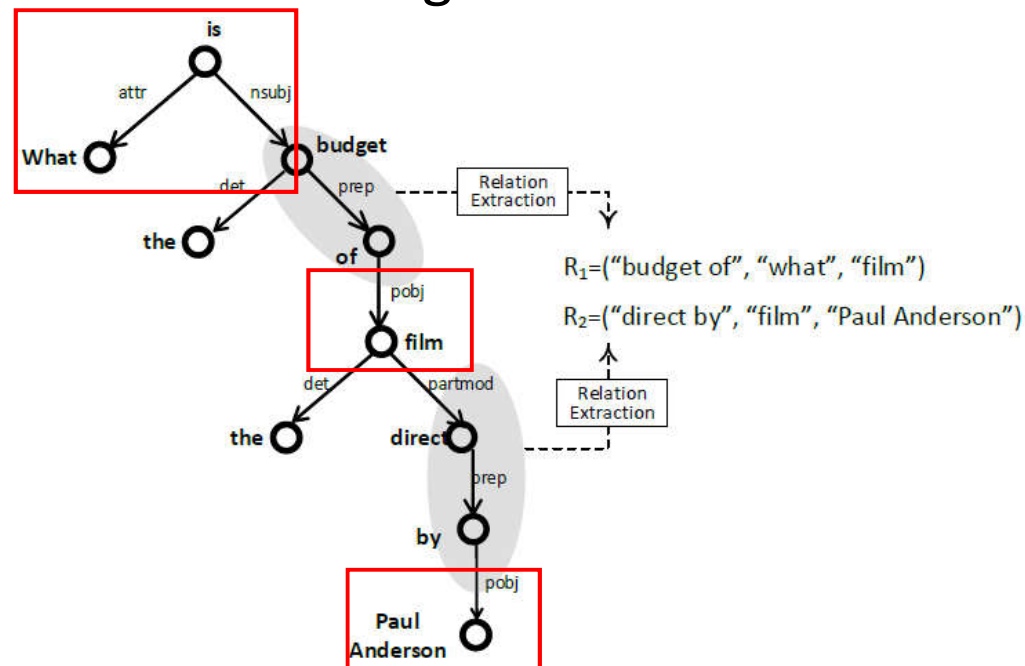 is
attr
nsubj
What
budget
det
prep
Relation
Extraction
the
of
R₁=("budget of", "what", "film")
pobj
R₂=("direct by", "film", "Paul Anderson")
film
det
partmod
Relation
Extraction
the
direct
prep
by
pobj
Paul
Anderson